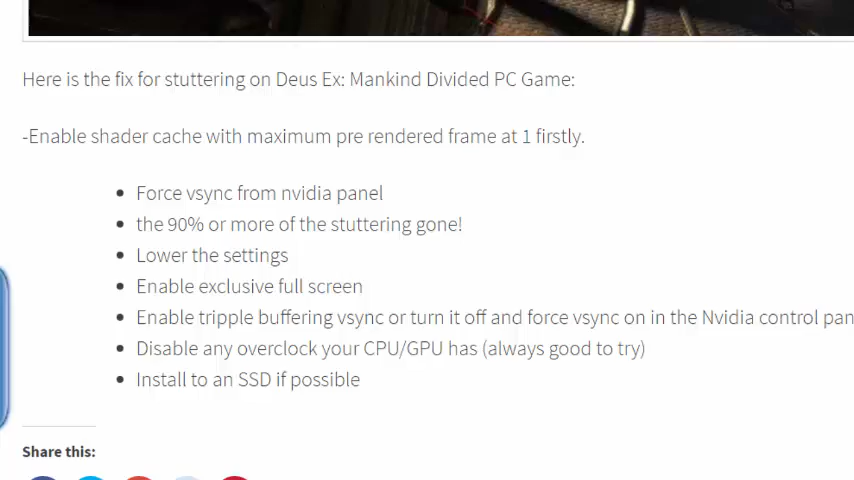 Here is the fix for stuttering on Deus Ex: Mankind Divided PC Game:
-Enable shader cache with maximum pre rendered frame at 1 firstly.
Force vsync from nvidia panel
the 90% or more of the stuttering gone!
Lower the settings
Enable exclusive full screen
Enable tripple buffering vsync or turn it off and force vsync on in the Nvidia control pan
Disable any overclock your CPU/GPU has (always good to try)
Install to an SSD if possible
Share this: